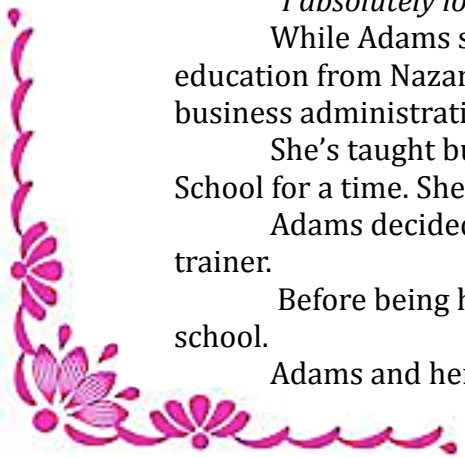 "I absolutely lo
While Adams s
education from Nazar
business administrati
She's taught bu
School for a time. She
Adams decided
trainer.
Before being h
school.
Adams and her